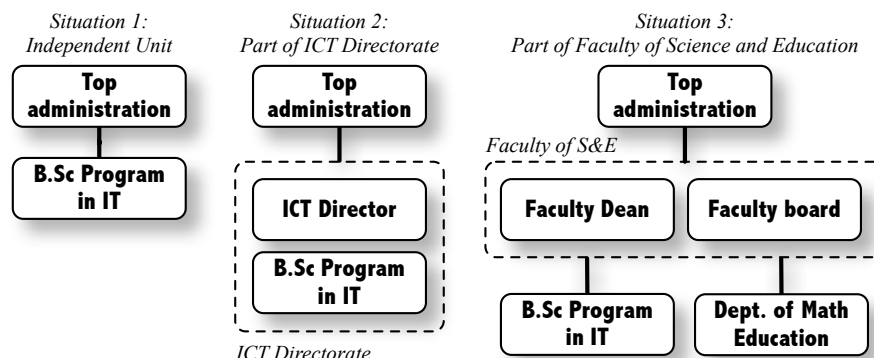 Situation 1:
Independent Unit
Top
administration
B.Sc Program
in IT
Situation 2:
Part of ICT Directorate
Top
administration
ICT Director
B.Sc Program
in IT
ICT Directorate
Situation 3:
Part of Faculty of Science and Education
Top
administration
Faculty of S&E
Faculty Dean
Faculty board
B.Sc Program
in IT
Dept. of Math
Education